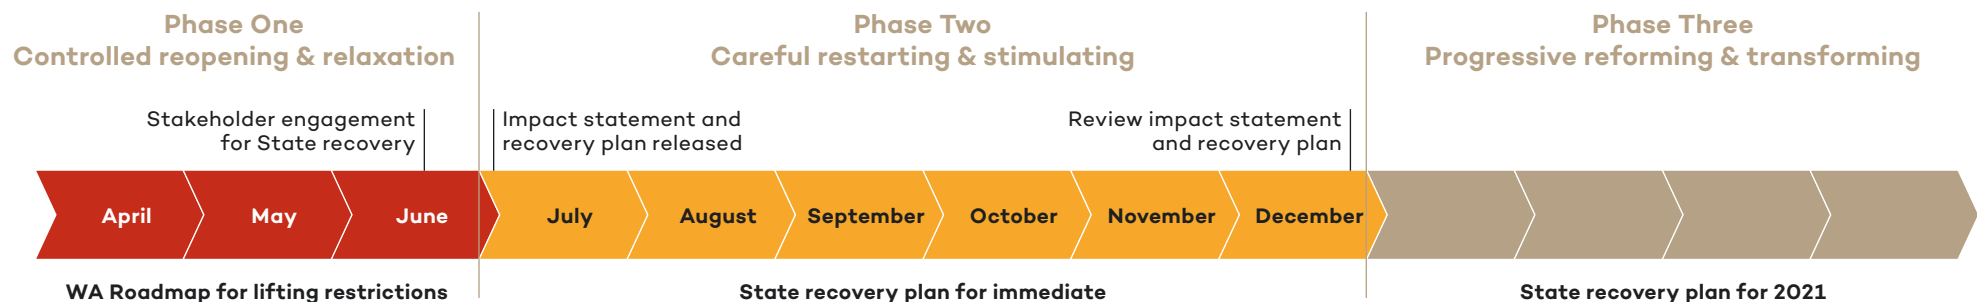 Phase One
Controlled reopening & relaxation
Phase Two
Careful restarting & stimulating
Phase Three
Progressive reforming & transforming
Stakeholder engagement
for State recovery
Impact statement and
recovery plan released
Review impact statement
and recovery plan
April
May
June
July
August
September
October
November
December
WA Roadmap for lifting restrictions
State recovery plan for immediate
State recovery plan for 2021